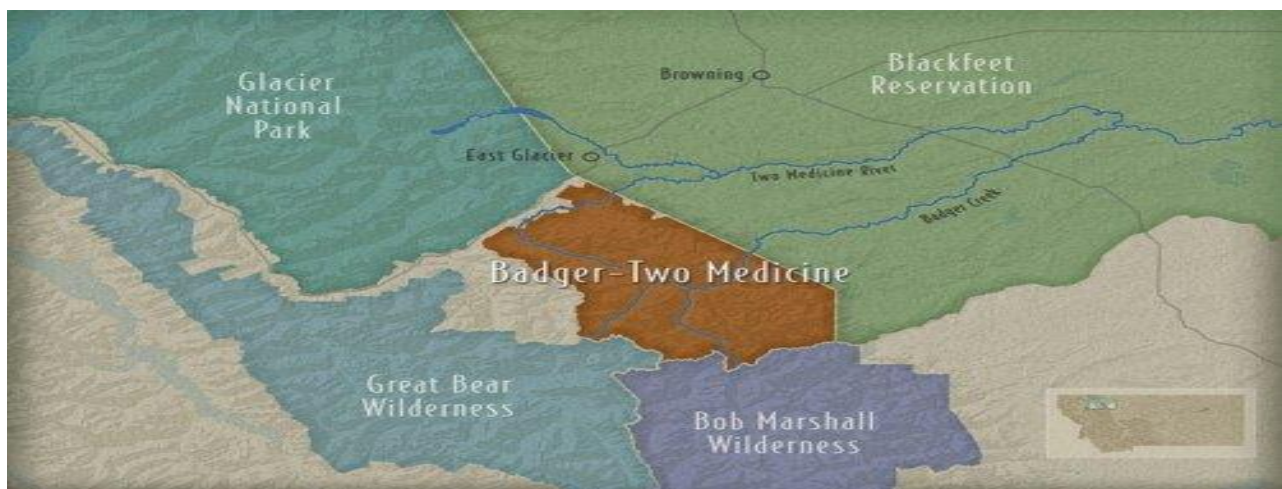 Glacier
National
Park
Browning
Blackfeet
Reservation
East Glacier
Two Medicine River
Badger Creek
Badger-Two Medicine
Great Bear
Wilderness
Bob Marshall
Wilderness